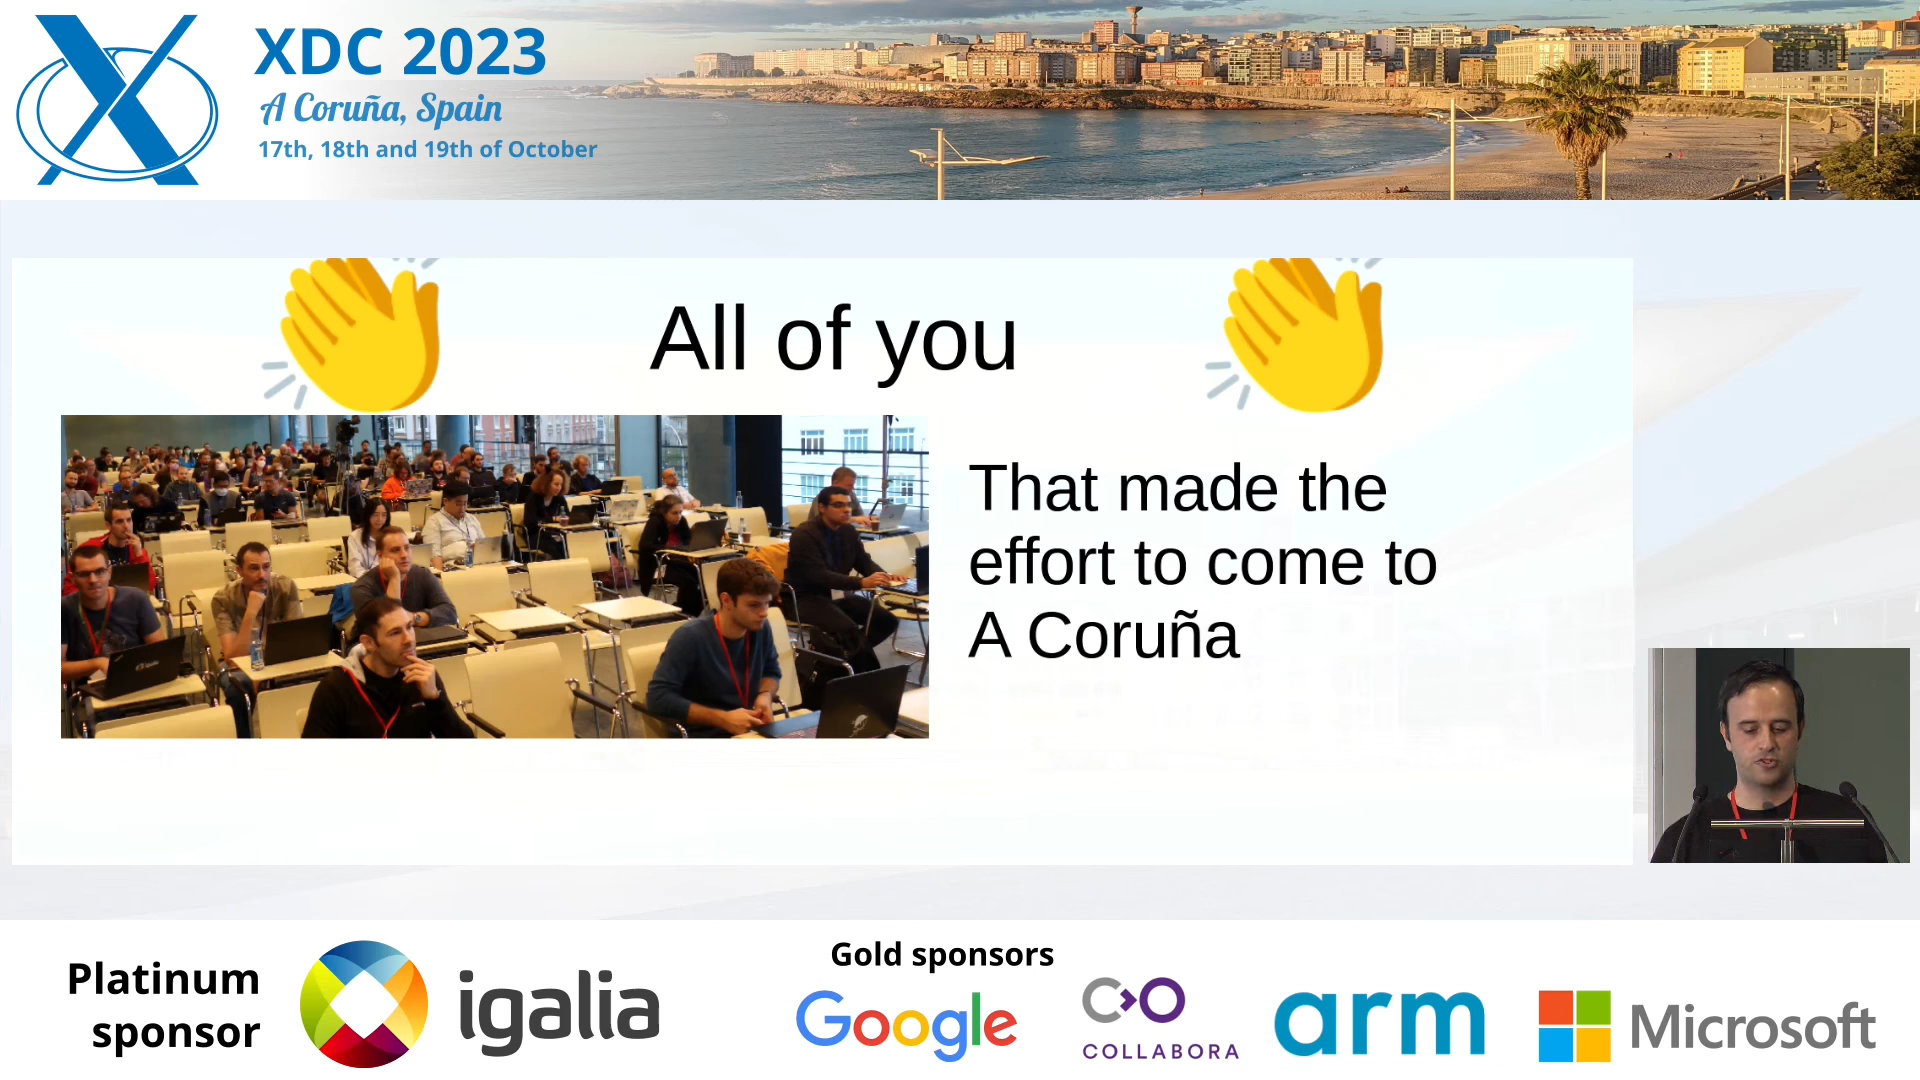 XDC 2023
A Coruña, Spain
17th, 18th and 19th of October
All of you
That made the
effort to come to
A Coruña
Platinum
sponsor
igalia
Gold sponsors
Google
COLLABORA
arm
Microsoft